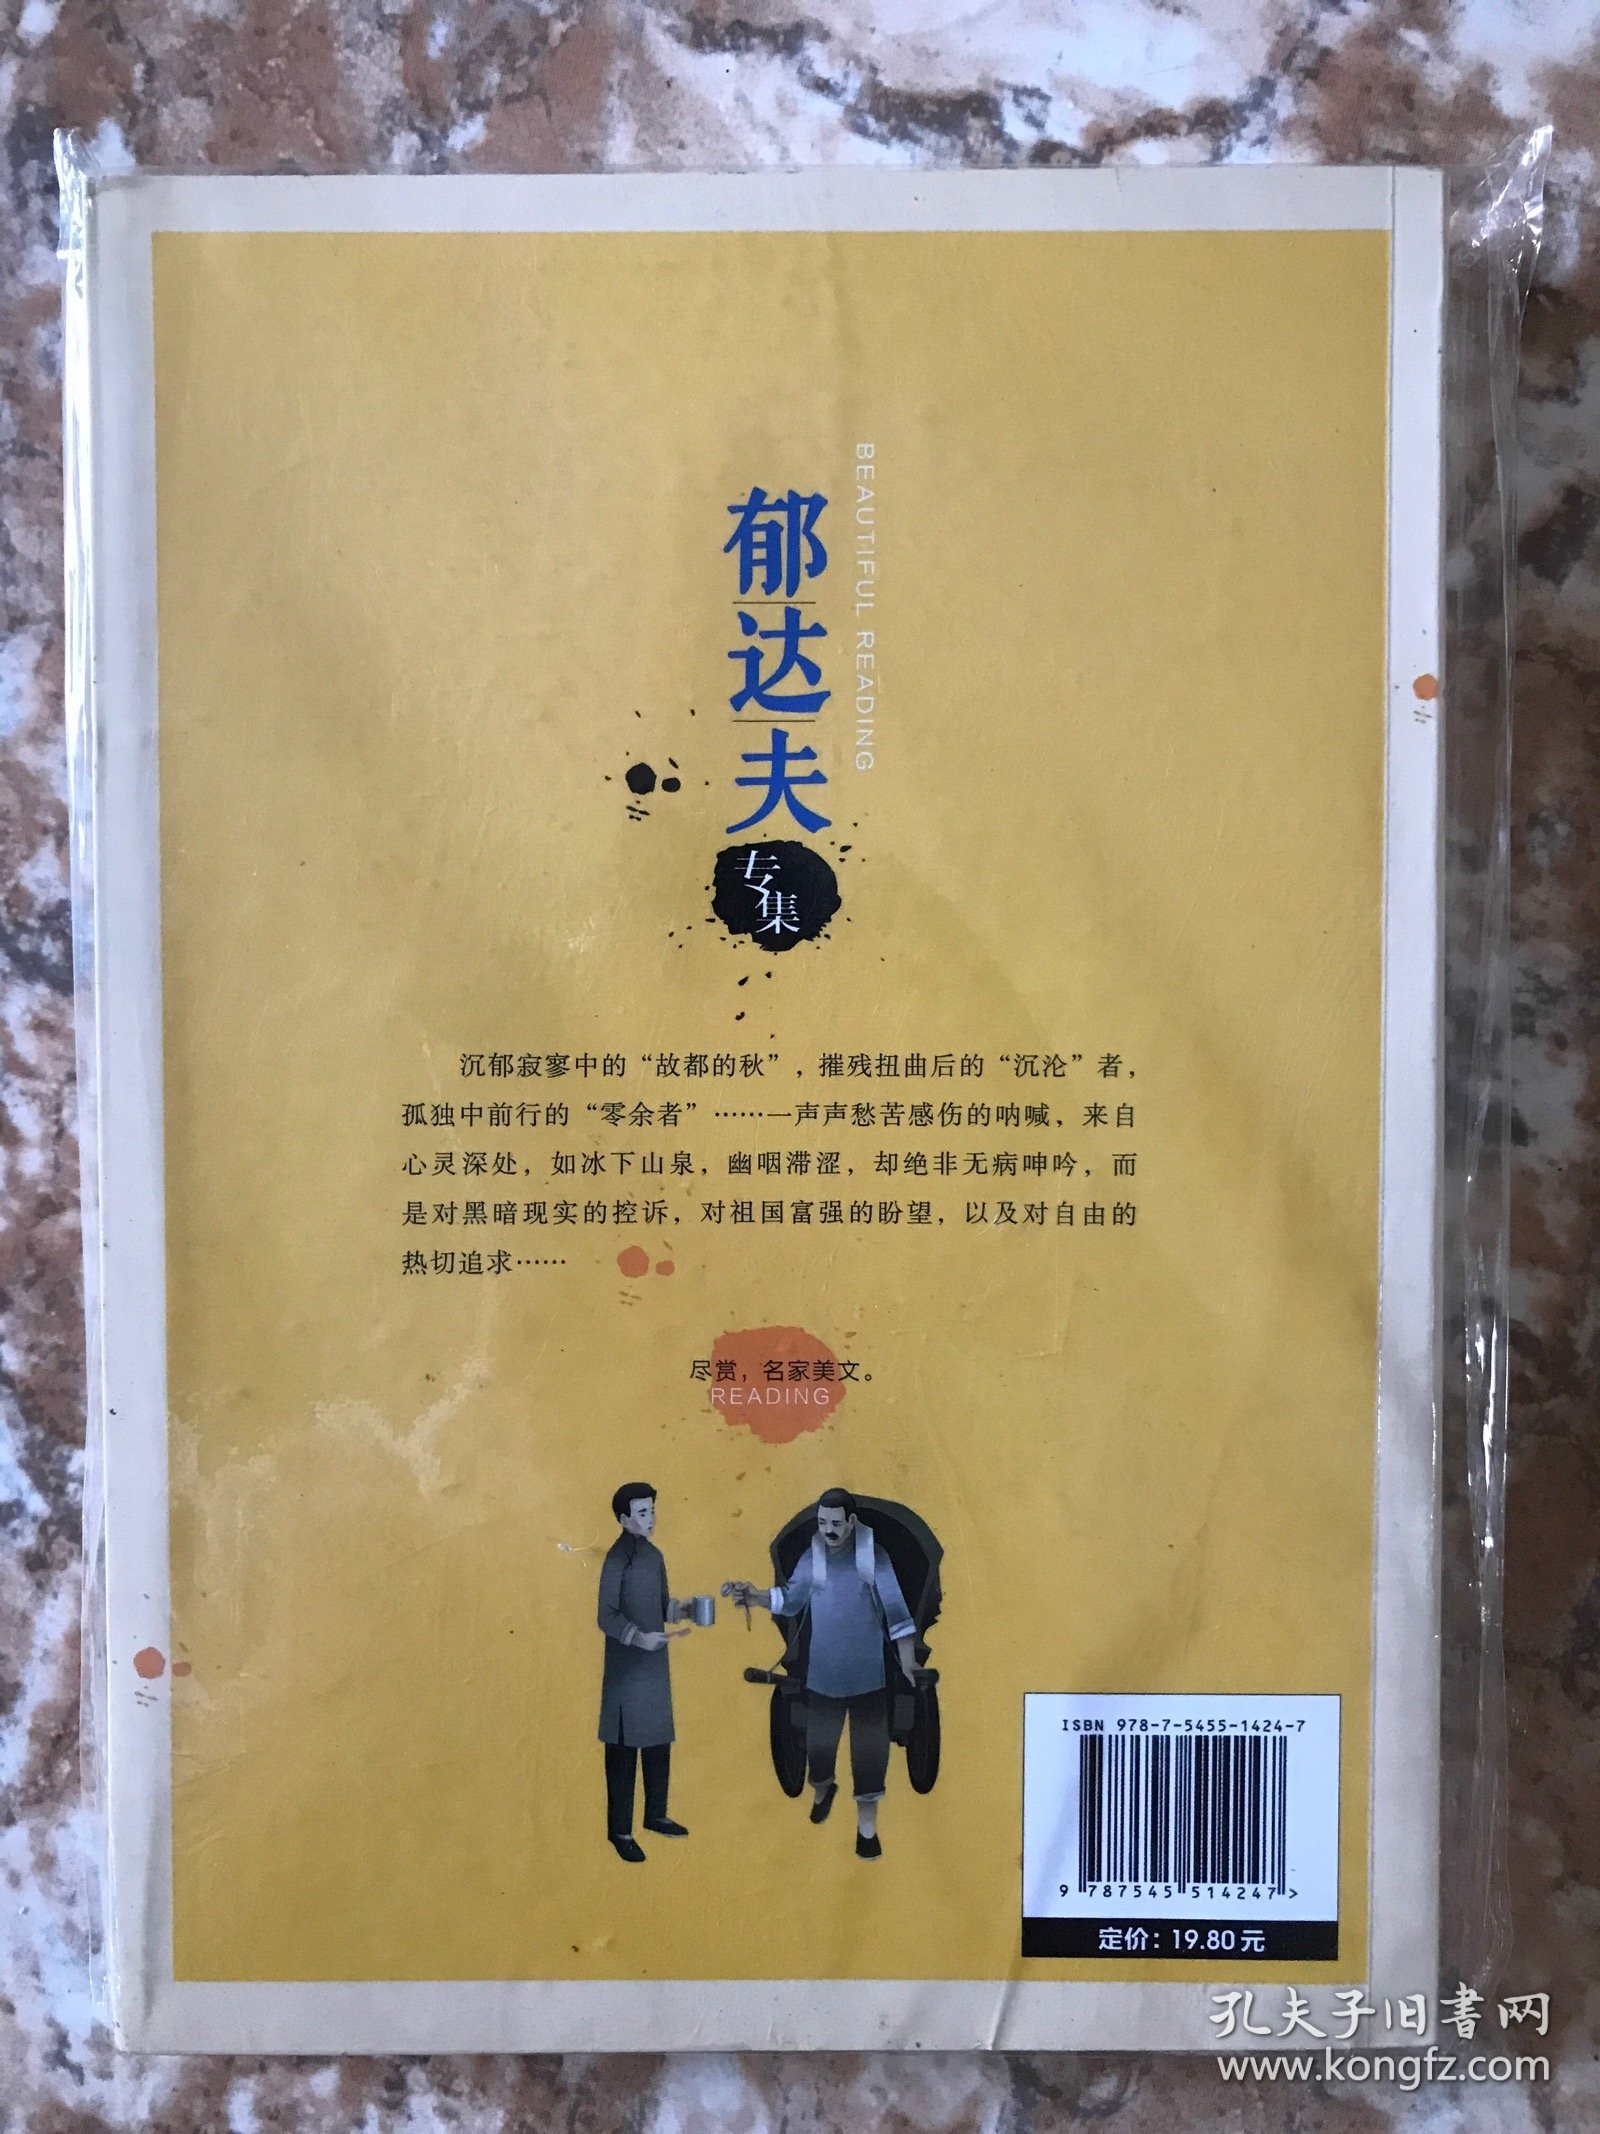 郁达夫
BEAUTIFUL READING
专集
沉郁寂寥中的“故都的秋”，摧残扭曲后的“沉沦”者，
孤独中前行的“零余者”……一声声愁苦感伤的呐喊，来自
心灵深处，如冰下山泉，幽咽滞涩，却绝非无病呻吟，而
是对黑暗现实的控诉，对祖国富强的盼望，以及对自由的
热切追求……
尽赏，名家美文。
READING
ISBN 978-7-5455-1424-7
9 787545 514247 >
定价：19.80元
孔夫子旧书网
www.kongfz.com